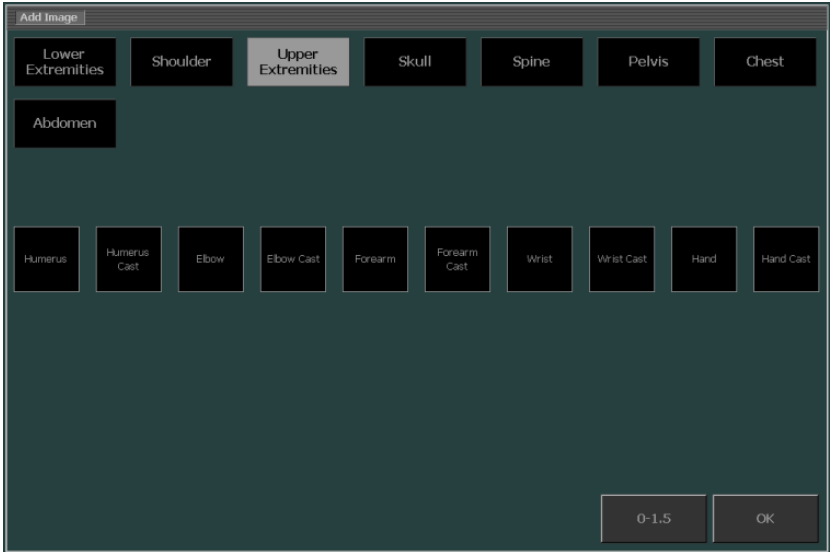 Add Image
Lower
Extremities
Shoulder
Upper
Extremities
Skull
Spine
Pelvis
Chest
Abdomen
Humerus
Humerus
Cast
Elbow
Elbow Cast
Forearm
Forearm
Cast
Wrist
Wrist Cast
Hand
Hand Cast
0-1.5
OK